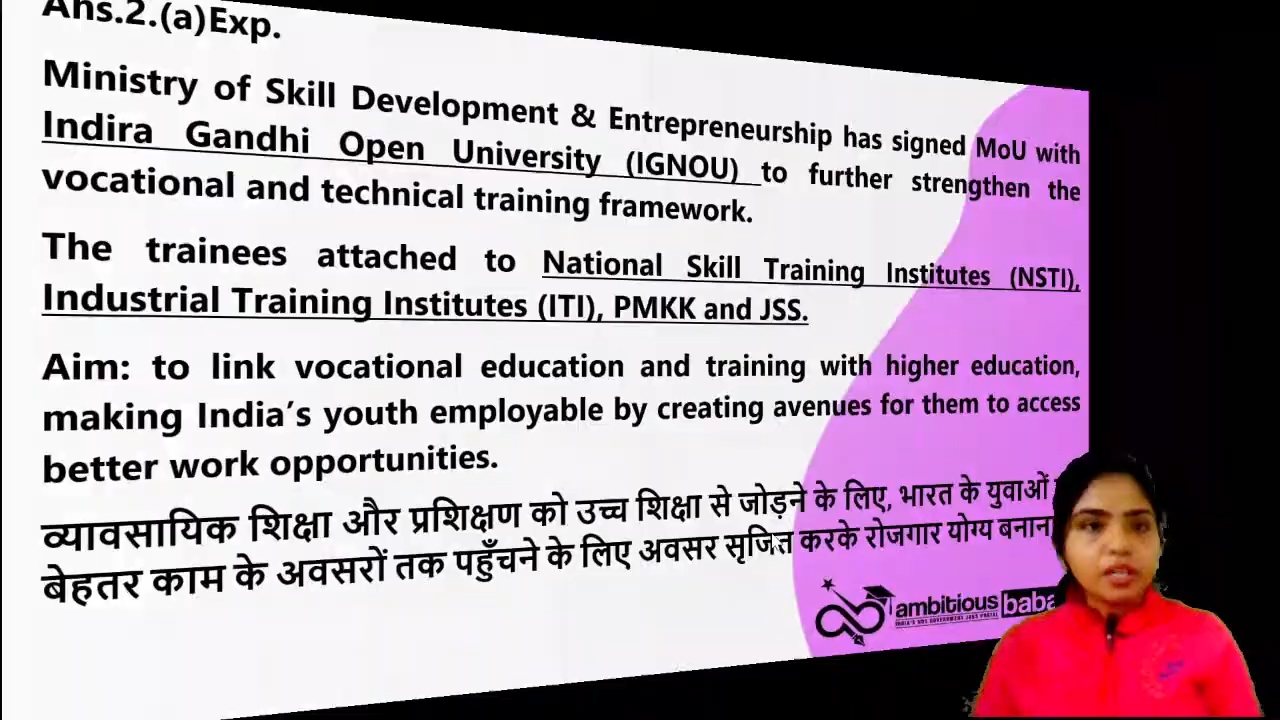 Ans.2.(a)Exp.
Ministry of Skill Development & Entrepreneurship has signed MoU with
Indira Gandhi Open University (IGNOU) to further strengthen the
vocational and technical training framework.
The trainees attached to National Skill Training Institutes (NSTI),
Industrial Training Institutes (ITI), PMKK and JSS.
Aim: to link vocational education and training with higher education,
making India's youth employable by creating avenues for them to access
better work opportunities.
व्यावसायिक शिक्षा और प्रशिक्षण को उच्च शिक्षा से जोड़ने के लिए, भारत के युवाओं
बेहतर काम के अवसरों तक पहुँचने के लिए अवसर सृजित करके रोजगार योग्य
ambitious baba